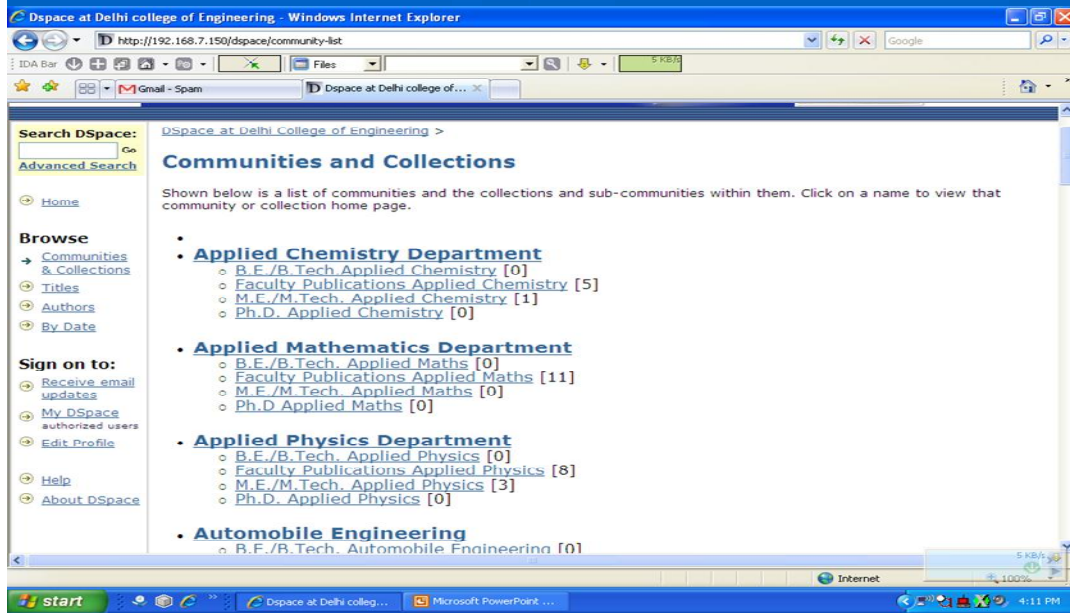 Dspace at Delhi college of Engineering - Windows Internet Explorer
http://192.168.7.150/dspace/community-list
Google
IDA Bar
Files
5 KB/s
Gmail - Spam
Dspace at Delhi college of...
Search DSpace:
Go
Advanced Search
Home
Browse
Communities
& Collections
Titles
Authors
By Date
Sign on to:
Receive email
updates
My DSpace
authorized users
Edit Profile
Help
About DSpace
DSpace at Delhi College of Engineering >
Communities and Collections
Shown below is a list of communities and the collections and sub-communities within them. Click on a name to view that
community or collection home page.
Applied Chemistry Department
B.E./B.Tech.Applied Chemistry [0]
Faculty Publications Applied Chemistry [5]
M.E./M.Tech. Applied Chemistry [1]
Ph.D. Applied Chemistry [0]
Applied Mathematics Department
B.E./B.Tech. Applied Maths [0]
Faculty Publications Applied Maths [11]
M.E./M.Tech. Applied Maths [0]
Ph.D Applied Maths [0]
Applied Physics Department
B.E./B.Tech. Applied Physics [0]
Faculty Publications Applied Physics [8]
M.E./M.Tech. Applied Physics [3]
Ph.D. Applied Physics [0]
Automobile Engineering
B.E./B.Tech. Automobile Engineering [0]
5 KB/s
Internet
100%
start
Dspace at Delhi colleg...
Microsoft PowerPoint ...
4:11 PM